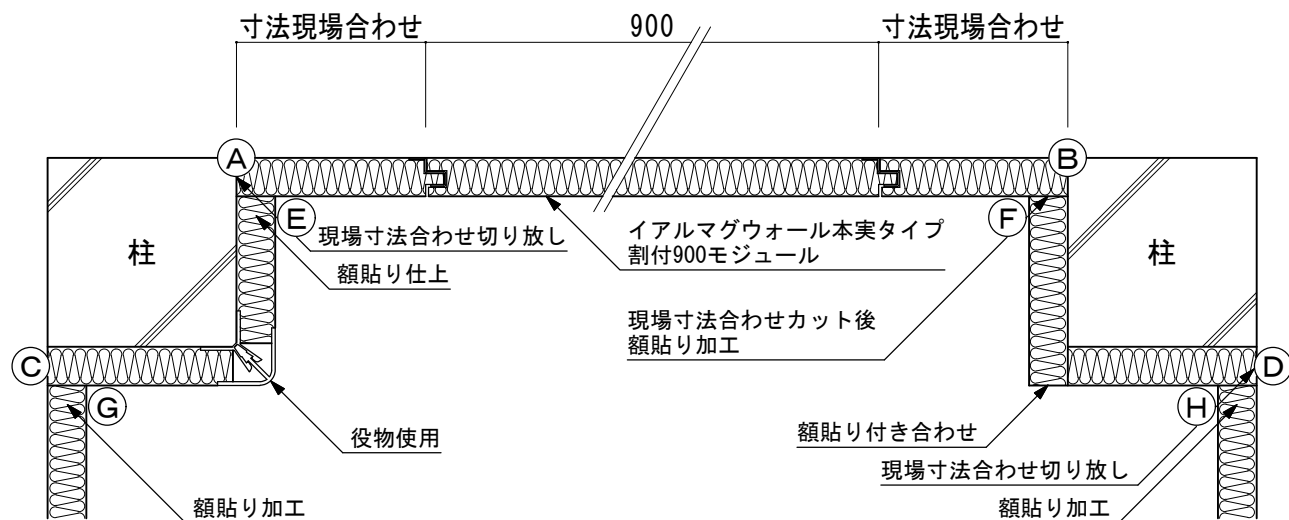 寸法現場合わせ
900
寸法現場合わせ
A
B
柱
E
現場寸法合わせ切り放し
額貼り仕上
イアルマグウォール本実タイプ
割付900モジュール
F
柱
現場寸法合わせカット後
額貼り加工
C
D
G
H
役物使用
額貼り付き合わせ
現場寸法合わせ切り放し
額貼り加工
額貼り加工